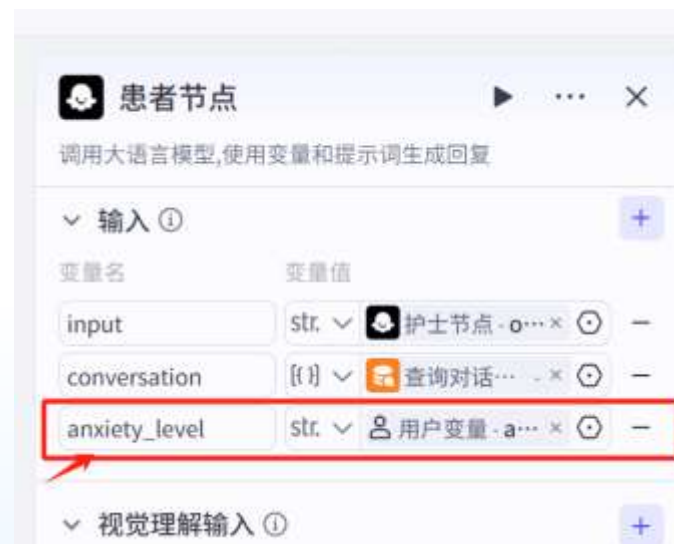 患者节点
调用大语言模型,使用变量和提示词生成回复
输入
变量名 变量值
input str. 护士节点 - o…
conversation [{}] 查询对话… -
anxiety_level str. 用户变量 - a…
视觉理解输入